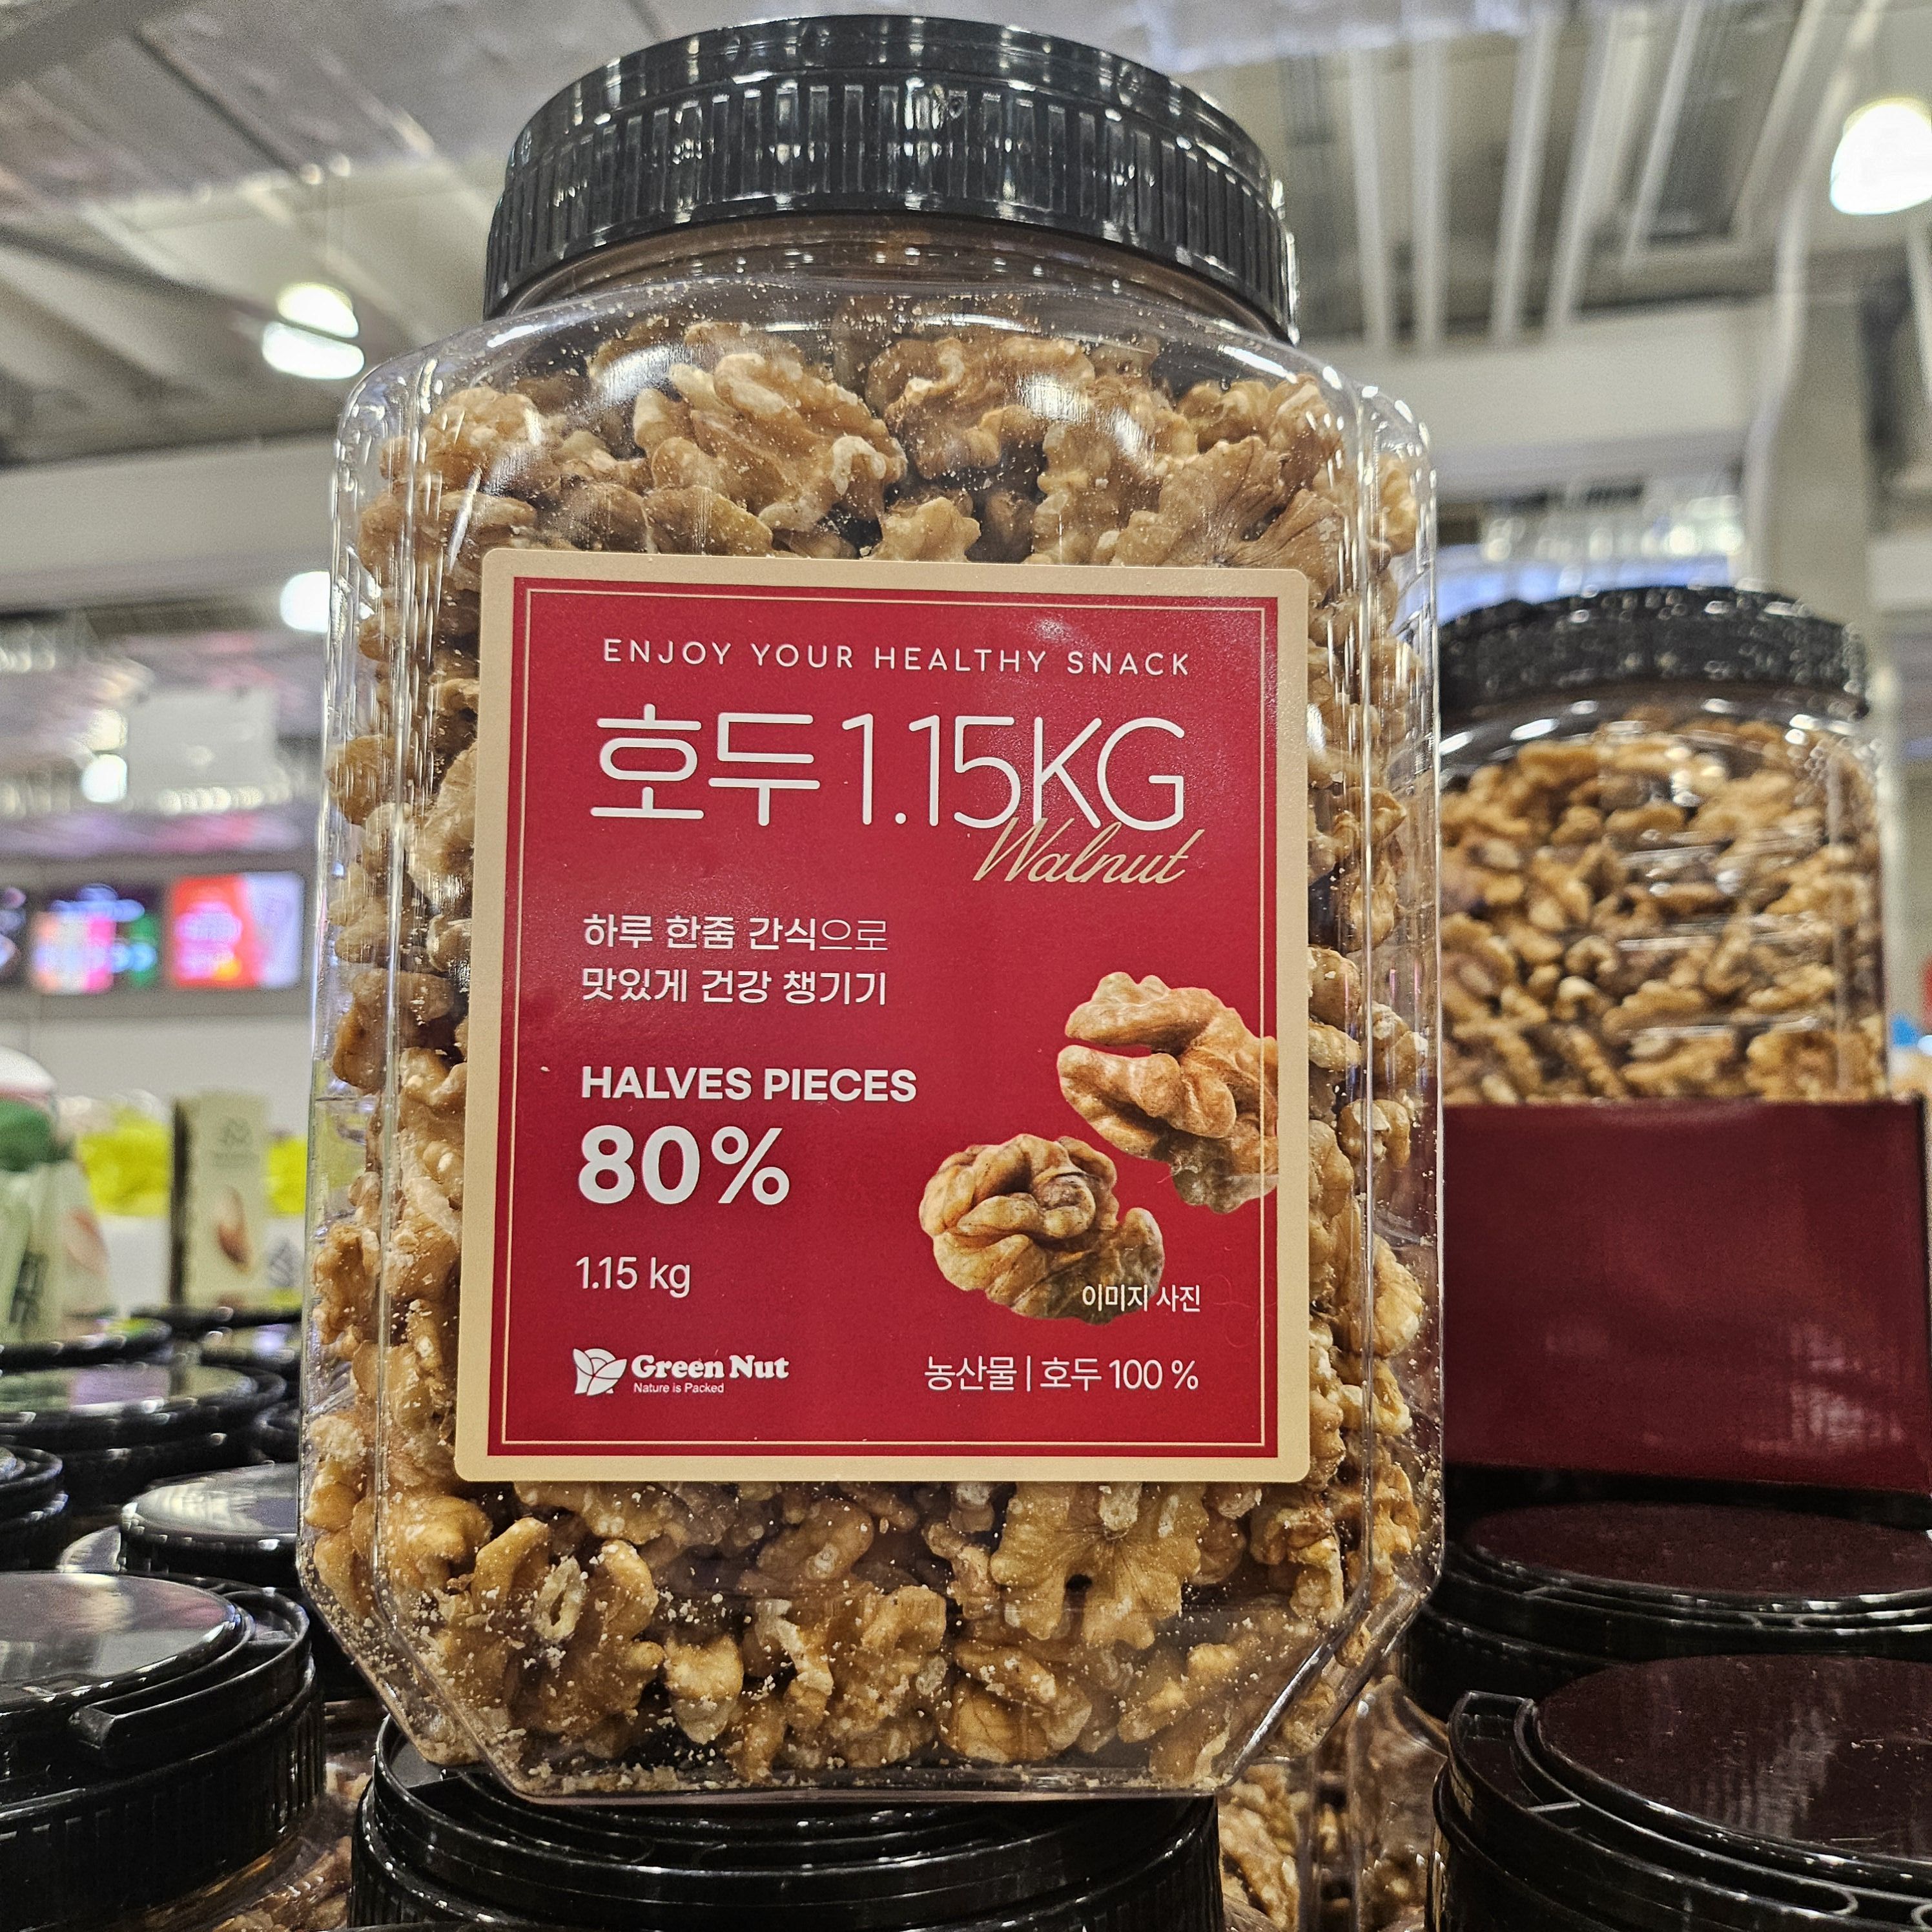 ENJOY YOUR HEALTHY SNACK
호두 1.15KG
Walnut
하루 한줌 간식으로
맛있게 건강 챙기기
HALVES PIECES
80%
1.15 kg
이미지 사진
Green Nut
Nature is Packed
농산물 | 호두 100 %